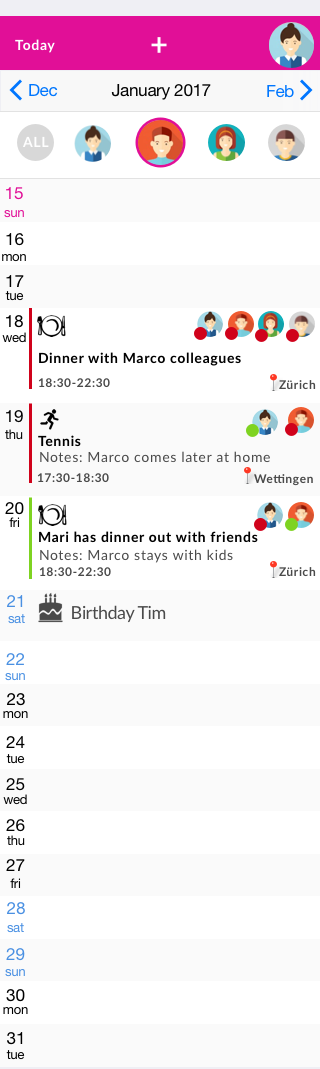 Today +
Dec January 2017 Feb
ALL
15
sun
16
mon
17
tue
18
wed
Dinner with Marco colleagues
18:30-22:30 Zürich
19
thu
Tennis
Notes: Marco comes later at home
17:30-18:30 Wettingen
20
fri
Mari has dinner out with friends
Notes: Marco stays with kids
18:30-22:30 Zürich
21
sat
Birthday Tim
22
sun
23
mon
24
tue
25
wed
26
thu
27
fri
28
sat
29
sun
30
mon
31
tue